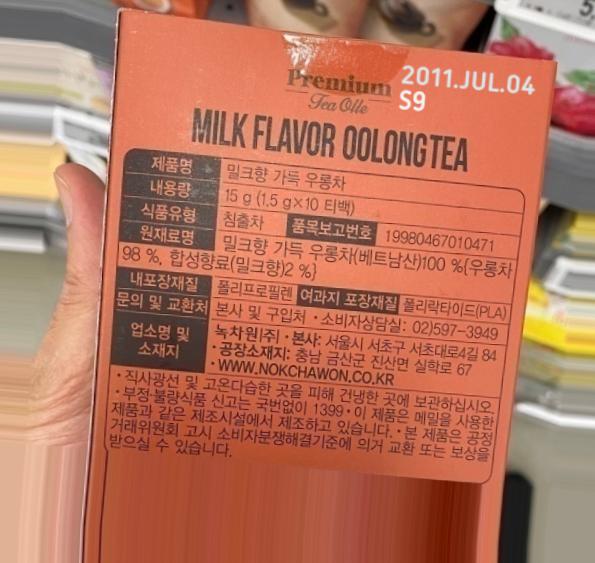 Premium
Tea Olle
2011.JUL.04
S9
MILK FLAVOR OOLONGTEA
제품명 밀크향 가득 우롱차
내용량 15 g (1.5 g×10 티백)
식품유형 침출차 품목보고번호 19980467010471
원재료명 밀크향 가득 우롱차(베트남산)100 %{우롱차
98 %, 합성향료(밀크향)2 %}
내포장재질 폴리프로필렌 여과지 포장재질 폴리락타이드(PLA)
문의 및 교환처 본사 및 구입처 •소비자상담실: 02)597-3949
업소명 및 소재지 녹차원㈜ •본사: 서울시 서초구 서초대로4길 84
•공장소재지: 충남 금산군 진산면 실학로 67
•WWW.NOKCHAWON.CO.KR
•직사광선 및 고온다습한 곳을 피해 건냉한 곳에 보관하십시오.
•부정·불량식품 신고는 국번없이 1399 •이 제품은 메밀을 사용한
제품과 같은 제조시설에서 제조하고 있습니다. •본 제품은 공정
거래위원회 고시 소비자분쟁해결기준에 의거 교환 또는 보상을
받으실 수 있습니다.